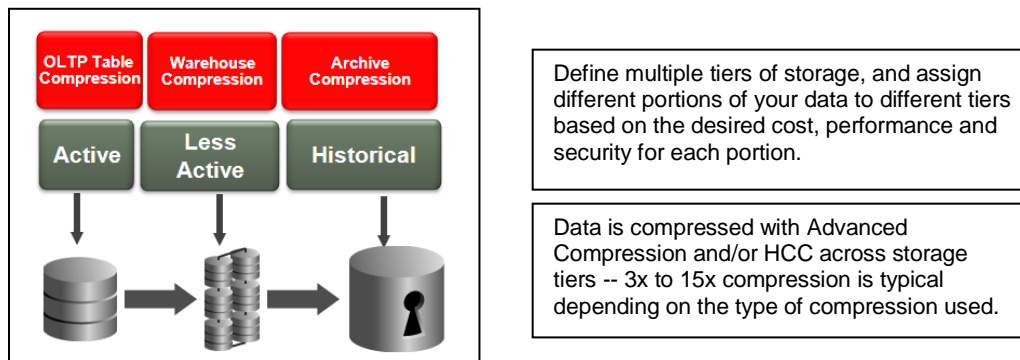 OLTP Table
Compression
Warehouse
Compression
Archive
Compression
Active
Less
Active
Historical
Define multiple tiers of storage, and assign
different portions of your data to different tiers
based on the desired cost, performance and
security for each portion.
Data is compressed with Advanced
Compression and/or HCC across storage
tiers -- 3x to 15x compression is typical
depending on the type of compression used.